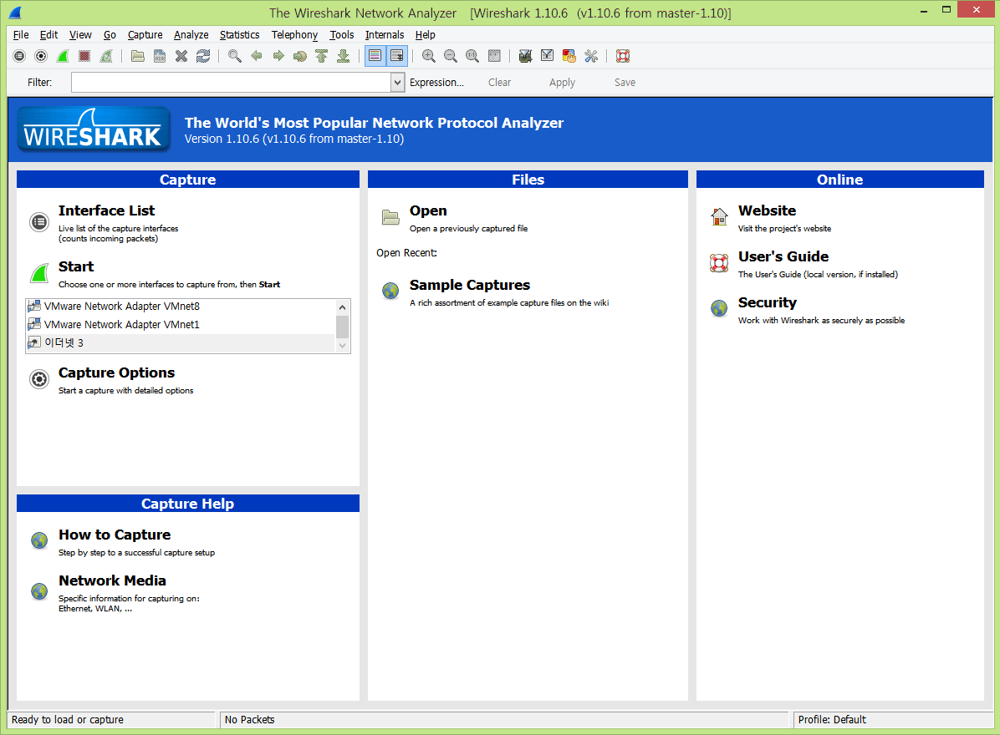 The Wireshark Network Analyzer [Wireshark 1.10.6 (v1.10.6 from master-1.10)]
File Edit View Go Capture Analyze Statistics Telephony Tools Internals Help
Filter: Expression... Clear Apply Save
WIRESHARK
The World's Most Popular Network Protocol Analyzer
Version 1.10.6 (v1.10.6 from master-1.10)
Capture
Interface List
Live list of the capture interfaces
(counts incoming packets)
Start
Choose one or more interfaces to capture from, then Start
VMware Network Adapter VMnet8
VMware Network Adapter VMnet1
이더넷 3
Capture Options
Start a capture with detailed options
Capture Help
How to Capture
Step by step to a successful capture setup
Network Media
Specific information for capturing on:
Ethernet, WLAN, ...
Files
Open
Open a previously captured file
Open Recent:
Sample Captures
A rich assortment of example capture files on the wiki
Online
Website
Visit the project's website
User's Guide
The User's Guide (local version, if installed)
Security
Work with Wireshark as securely as possible
Ready to load or capture
No Packets
Profile: Default